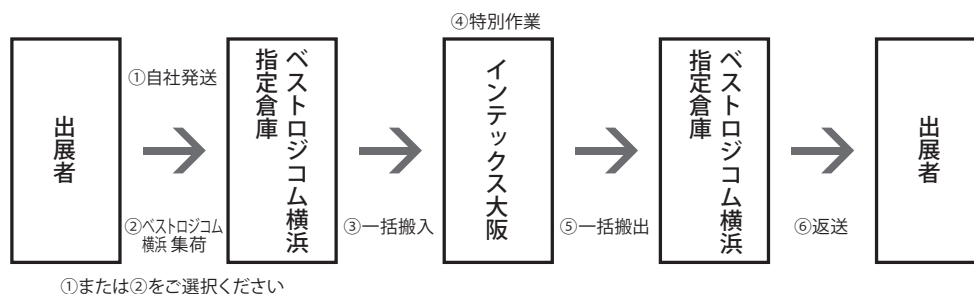 ④特別作業
出展者
①自社発送
②ベストロジコム
横浜 集荷
ベストロジコム横浜
指定倉庫
③一括搬入
インテックス大阪
⑤一括搬出
ベストロジコム横浜
指定倉庫
⑥返送
出展者
①または②をご選択ください